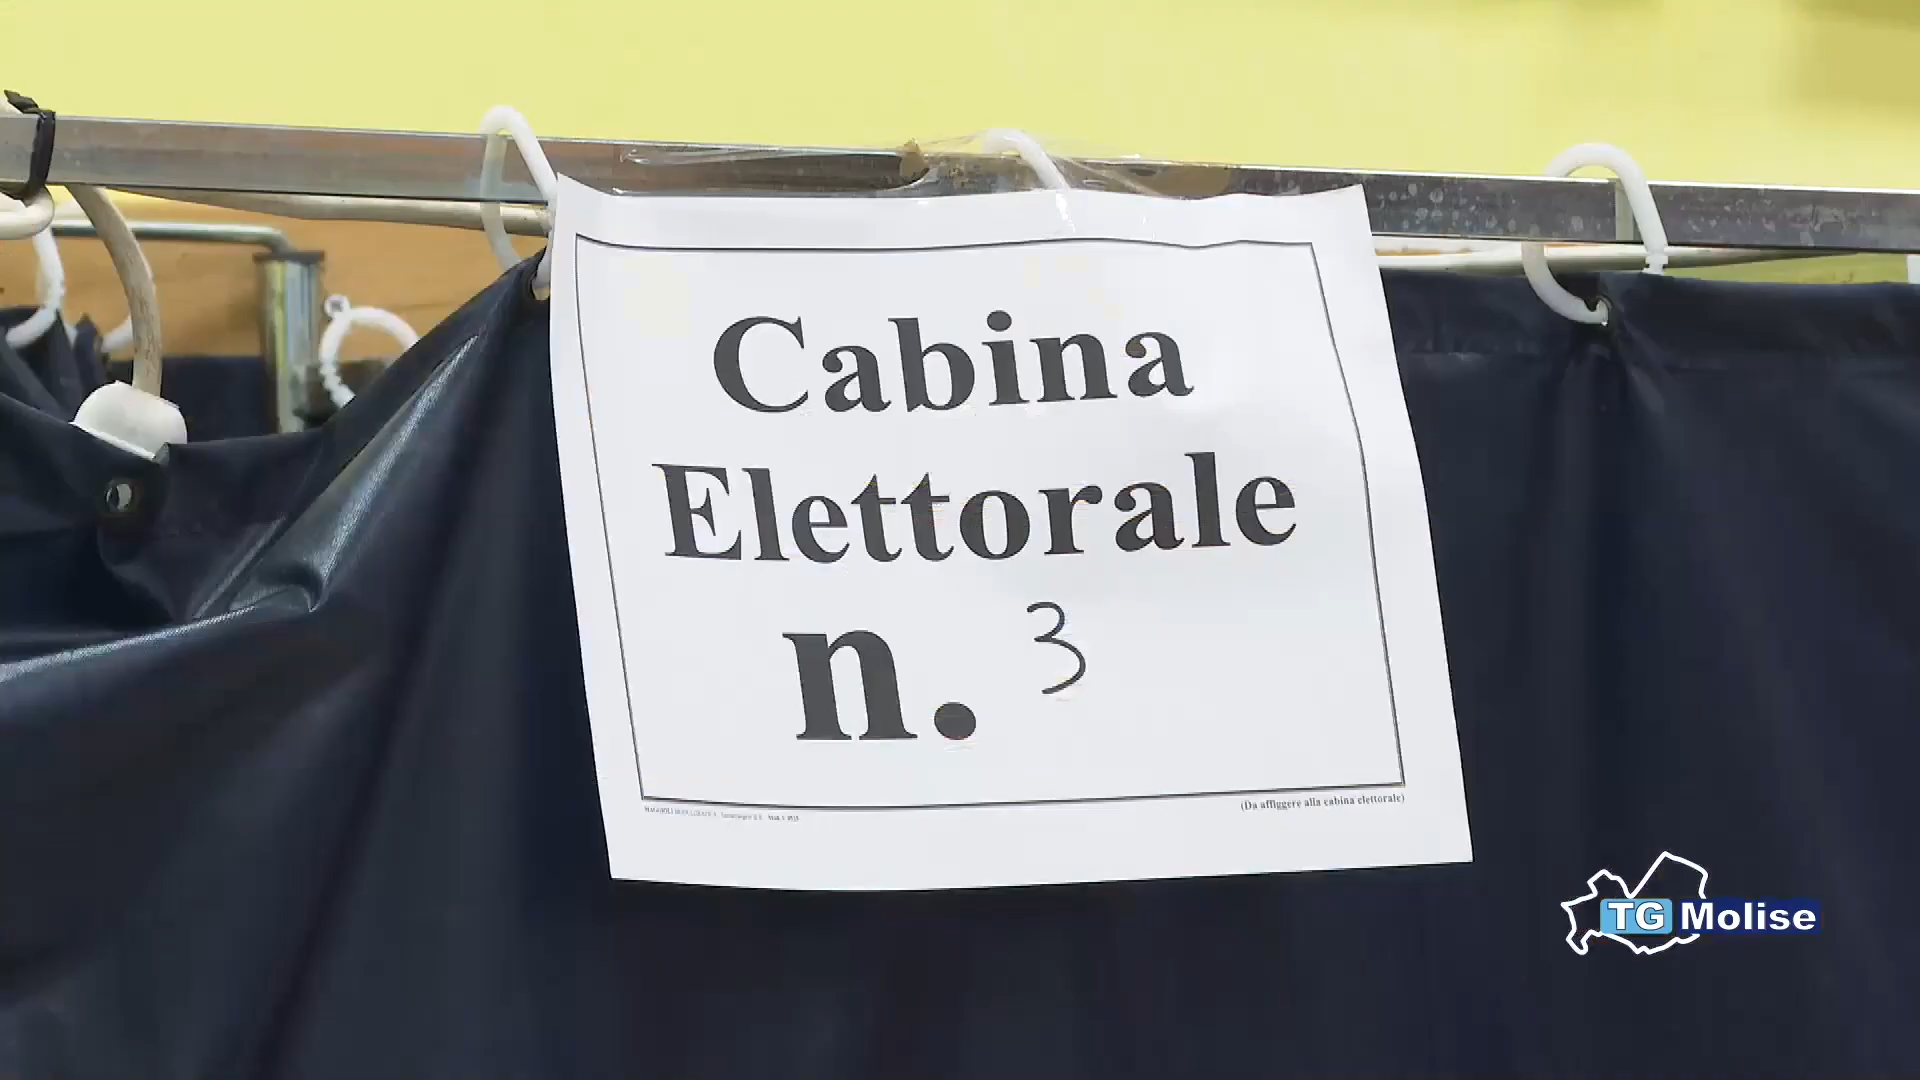 Cabina
Elettorale
n. 3
(Da affiggere alla cabina elettorale)
TG Molise